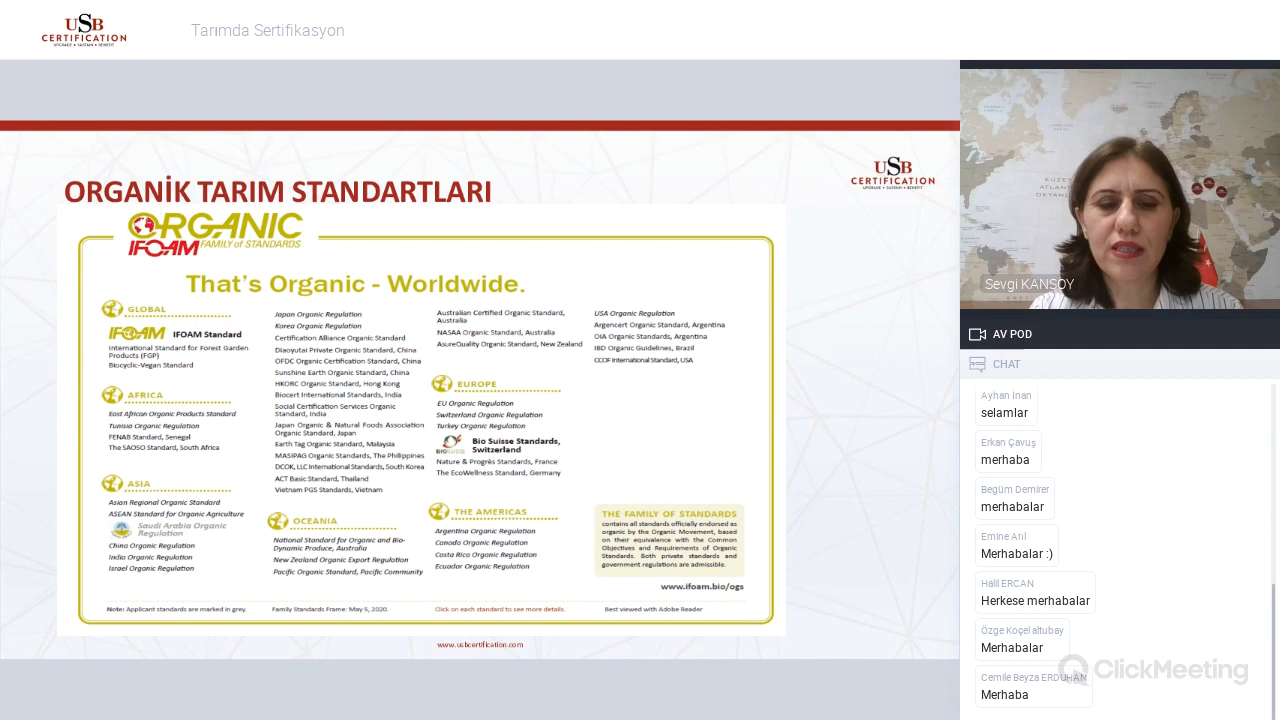 USB
CERTIFICATION
UPGRADE • SUSTAIN • BENEFIT
Tarımda Sertifikasyon
USB
CERTIFICATION
UPGRADE • SUSTAIN • BENEFIT
ORGANİK TARIM STANDARTLARI
ORGANIC
IFOAM FAMILY of STANDARDS
That's Organic - Worldwide.
GLOBAL
IFOAM IFOAM Standard
International Standard for Forest Garden
Products (FGP)
Biocyclic-Vegan Standard
AFRICA
East African Organic Products Standard
Tunisia Organic Regulation
FENAB Standard, Senegal
The SAOSO Standard, South Africa
ASIA
Asian Regional Organic Standard
ASEAN Standard for Organic Agriculture
Saudi Arabia Organic
Regulation
China Organic Regulation
India Organic Regulation
Israel Organic Regulation
Japan Organic Regulation
Korea Organic Regulation
Certification Alliance Organic Standard
Diaoyutai Private Organic Standard, China
OFDC Organic Certification Standard, China
Sunshine Earth Organic Standard, China
HKORC Organic Standard, Hong Kong
Biocert International Standards, India
Social Certification Services Organic
Standard, India
Japan Organic & Natural Foods Association
Organic Standard, Japan
Earth Tag Organic Standard, Malaysia
MASIPAG Organic Standards, The Philippines
DCOK, LLC International Standards, South Korea
ACT Basic Standard, Thailand
Vietnam PGS Standards, Vietnam
OCEANIA
National Standard for Organic and Bio-
Dynamic Produce, Australia
New Zealand Organic Export Regulation
Pacific Organic Standard, Pacific Community
Australian Certified Organic Standard,
Australia
NASAA Organic Standard, Australia
AsureQuality Organic Standard, New Zealand
EUROPE
EU Organic Regulation
Switzerland Organic Regulation
Turkey Organic Regulation
Bio Suisse Standards,
Switzerland
Nature & Progrès Standards, France
The EcoWellness Standard, Germany
THE AMERICAS
Argentina Organic Regulation
Canada Organic Regulation
Costa Rica Organic Regulation
Ecuador Organic Regulation
USA Organic Regulation
Argencert Organic Standard, Argentina
OIA Organic Standards, Argentina
IBD Organic Guidelines, Brazil
CCOF International Standard, USA
THE FAMILY OF STANDARDS
contains all standards officially endorsed as
organic by the Organic Movement, based
on their equivalence with the Common
Objectives and Requirements of Organic
Standards. Both private standards and
government regulations are admissible.
www.ifoam.bio/ogs
Note: Applicant standards are marked in grey.
Family Standards Frame: May 5, 2020.
Click on each standard to see more details.
Best viewed with Adobe Reader
www.usbcertification.com
KUZEY
ATLANT
OKYANU
Sevgi KANSOY
AV POD
CHAT
Ayhan İnan
selamlar
Erkan Çavuş
merhaba
Begüm Demirer
merhabalar
Emine Arıl
Merhabalar :)
Halil ERCAN
Herkese merhabalar
Özge Koçel altubay
Merhabalar
Cemile Beyza ERDUHAN
Merhaba
ClickMeeting